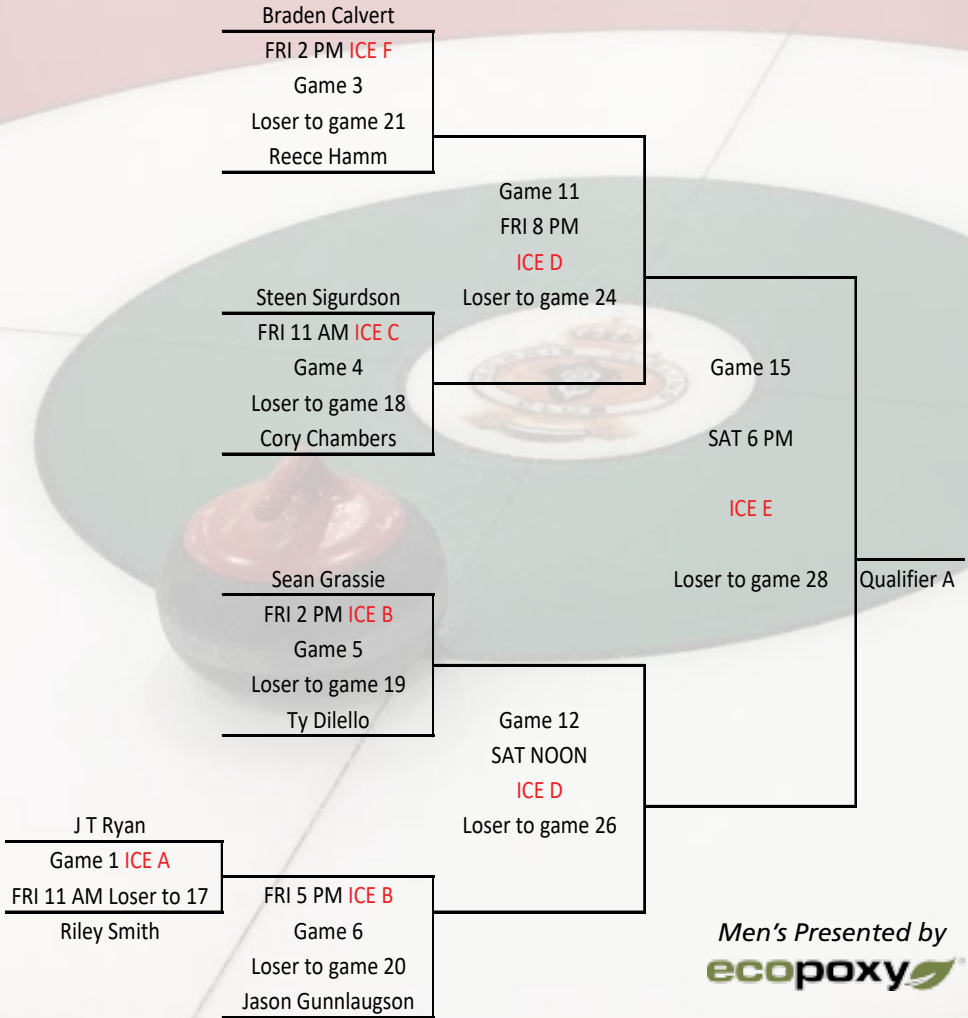 Braden Calvert
FRI 2 PM ICE F
Game 3
Loser to game 21
Reece Hamm
Game 11
FRI 8 PM
ICE D
Loser to game 24
Steen Sigurdson
FRI 11 AM ICE C
Game 4
Loser to game 18
Cory Chambers
Game 15
SAT 6 PM
ICE E
Loser to game 28
Qualifier A
Sean Grassie
FRI 2 PM ICE B
Game 5
Loser to game 19
Ty Dilello
Game 12
SAT NOON
ICE D
Loser to game 26
J T Ryan
Game 1 ICE A
FRI 11 AM Loser to 17
Riley Smith
FRI 5 PM ICE B
Game 6
Loser to game 20
Jason Gunnlaugson
Men's Presented by
ecopoxy